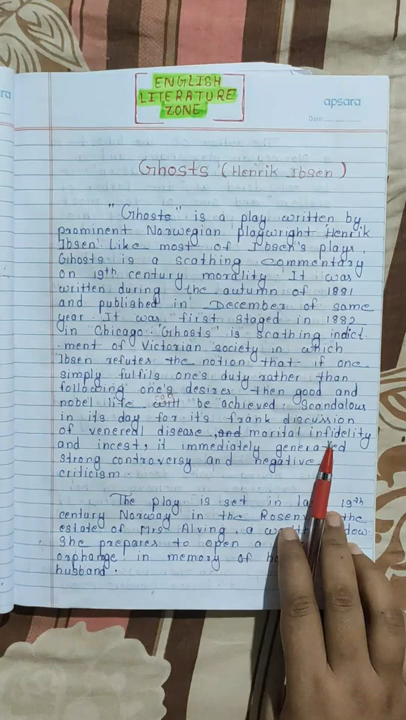 ENGLISH
LITERATURE
ZONE
apsara
Date
Ghosts (Henrik Ibsen)
"Ghosts" is a play written by
prominent Norwegian playwright Henrik
Ibsen. Like most of Ibsen's plays,
Ghosts is a scathing commentary
on 19th century morality. It was
written during the autumn of 1881
and published in December of same
year. It was first staged in 1882
in Chicago. "Ghosts" is scathing indict-
ment of Victorian society in which
Ibsen refutes the notion that if one
simply fulfils one's duty rather than
following one's desires then good and
nobel life will be achieved. Scandalous
in its day for its frank discussion
of venereal disease, and marital infidelity
and incest, it immediately generated
strong controversy and negative
criticism.
The play is set in 19th
century Norway in the the
estate of Mrs Alving, a
She prepares to open a
orphange in memory of
husband.